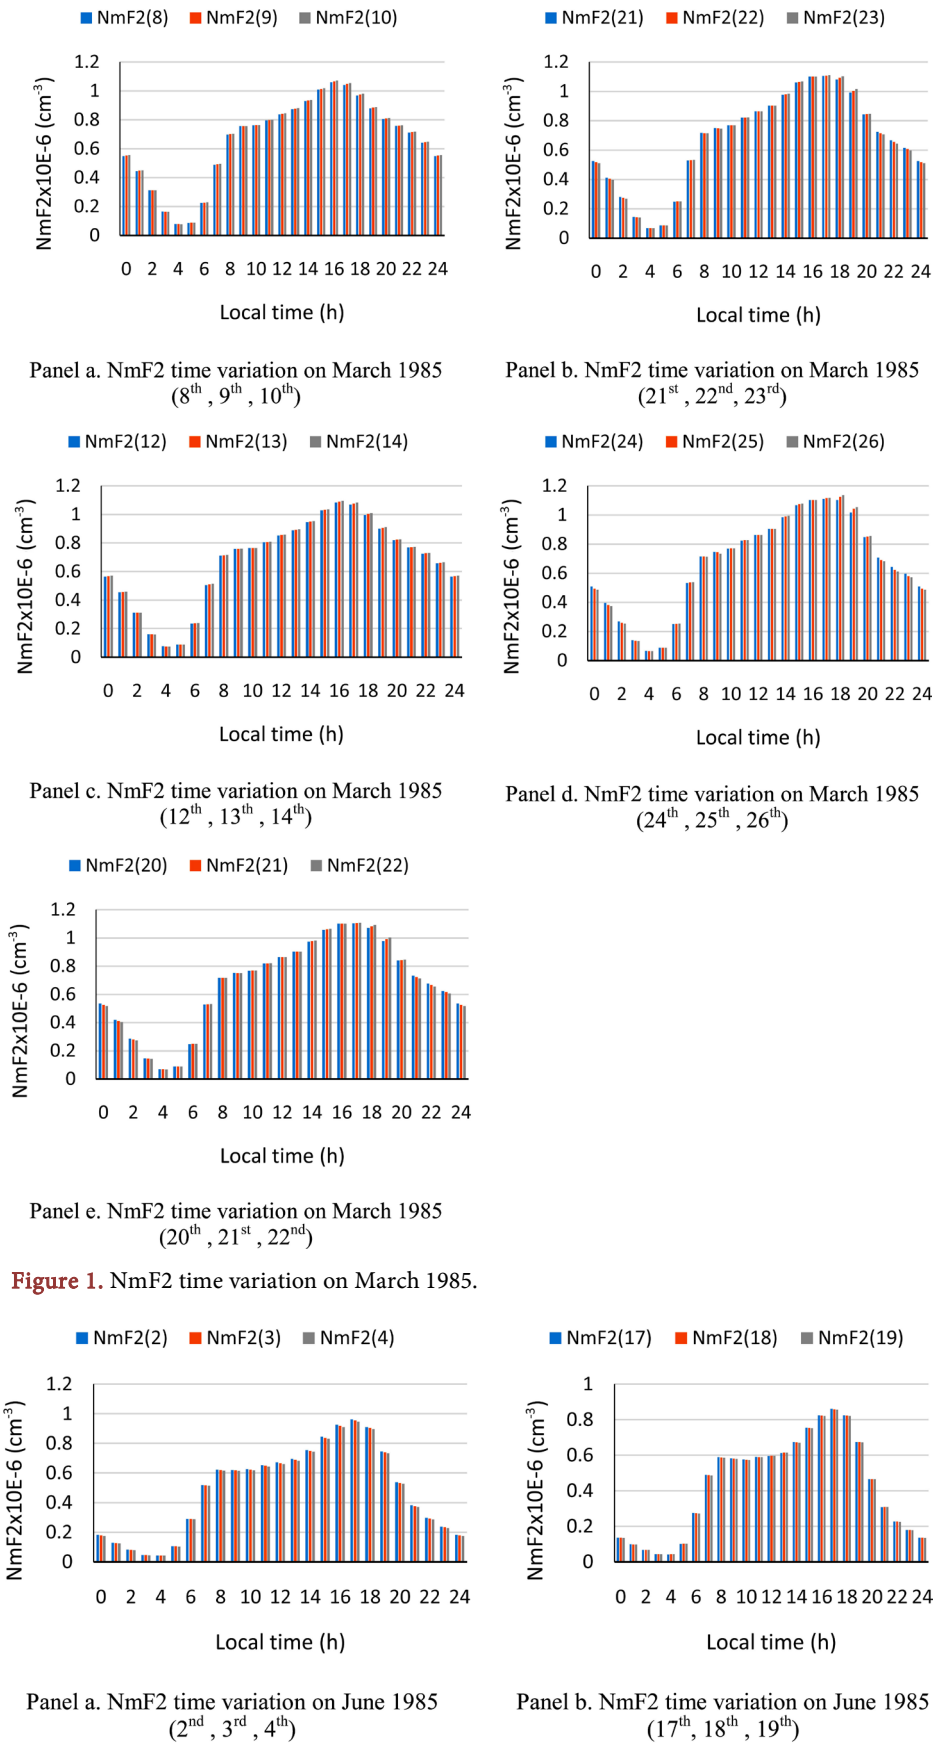 NmF2(8) NmF2(9) NmF2(10)
NmF2x10E-6 (cm-3)
1.2
1
0.8
0.6
0.4
0.2
0
0 2 4 6 8 10 12 14 16 18 20 22 24
Local time (h)
Panel a. NmF2 time variation on March 1985
(8th , 9th , 10th)
NmF2(21) NmF2(22) NmF2(23)
NmF2x10E-6 (cm-3)
1.2
1
0.8
0.6
0.4
0.2
0
0 2 4 6 8 10 12 14 16 18 20 22 24
Local time (h)
Panel b. NmF2 time variation on March 1985
(21st , 22nd, 23rd)
NmF2(12) NmF2(13) NmF2(14)
NmF2x10E-6 (cm-3)
1.2
1
0.8
0.6
0.4
0.2
0
0 2 4 6 8 10 12 14 16 18 20 22 24
Local time (h)
Panel c. NmF2 time variation on March 1985
(12th , 13th , 14th)
NmF2(24) NmF2(25) NmF2(26)
NmF2x10E-6 (cm-3)
1.2
1
0.8
0.6
0.4
0.2
0
0 2 4 6 8 10 12 14 16 18 20 22 24
Local time (h)
Panel d. NmF2 time variation on March 1985
(24th , 25th , 26th)
NmF2(20) NmF2(21) NmF2(22)
NmF2x10E-6 (cm-3)
1.2
1
0.8
0.6
0.4
0.2
0
0 2 4 6 8 10 12 14 16 18 20 22 24
Local time (h)
Panel e. NmF2 time variation on March 1985
(20th , 21st , 22nd)
Figure 1. NmF2 time variation on March 1985.
NmF2(2) NmF2(3) NmF2(4)
NmF2x10E-6 (cm-3)
1.2
1
0.8
0.6
0.4
0.2
0
0 2 4 6 8 10 12 14 16 18 20 22 24
Local time (h)
Panel a. NmF2 time variation on June 1985
(2nd , 3rd , 4th)
NmF2(17) NmF2(18) NmF2(19)
NmF2x10E-6 (cm-3)
1
0.8
0.6
0.4
0.2
0
0 2 4 6 8 10 12 14 16 18 20 22 24
Local time (h)
Panel b. NmF2 time variation on June 1985
(17th, 18th , 19th)